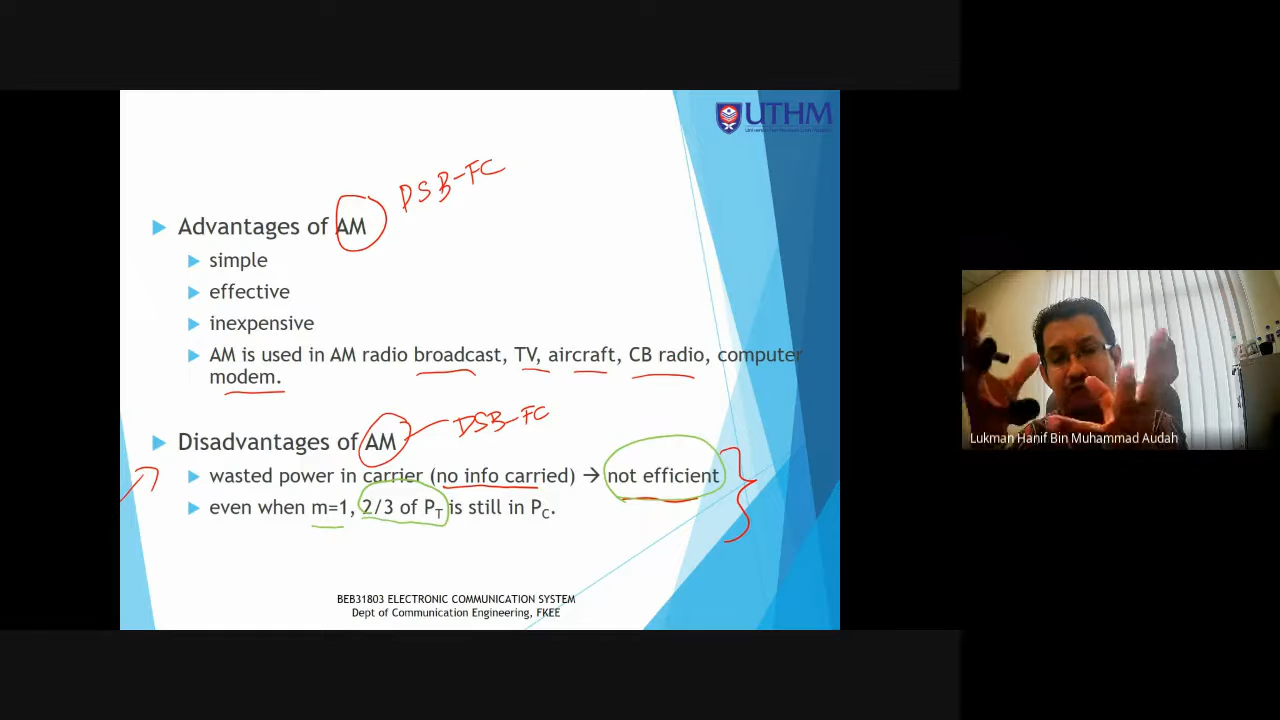 UTHM
DSB-FC
Advantages of AM
simple
effective
inexpensive
AM is used in AM radio broadcast, TV, aircraft, CB radio, computer
modem.
DSB-FC
Disadvantages of AM
wasted power in carrier (no info carried) → not efficient
even when m=1, 2/3 of PT is still in PC.
Lukman Hanif Bin Muhammad Audah
BEB31803 ELECTRONIC COMMUNICATION SYSTEM
Dept of Communication Engineering, FKEE